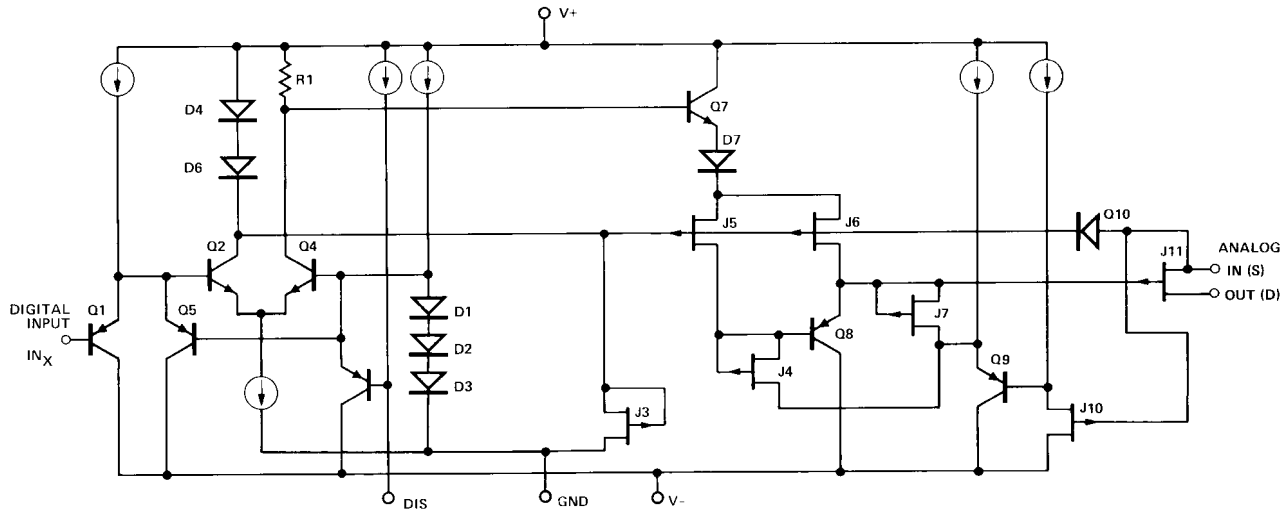 V+
R1
D4
Q7
D7
D6
Q10
J5
J6
J11
ANALOG
IN (S)
OUT (D)
Q2
Q4
DIGITAL
INPUT
INX
Q1
Q5
D1
D2
D3
J7
Q8
J4
Q9
J3
J10
DIS
GND
V-